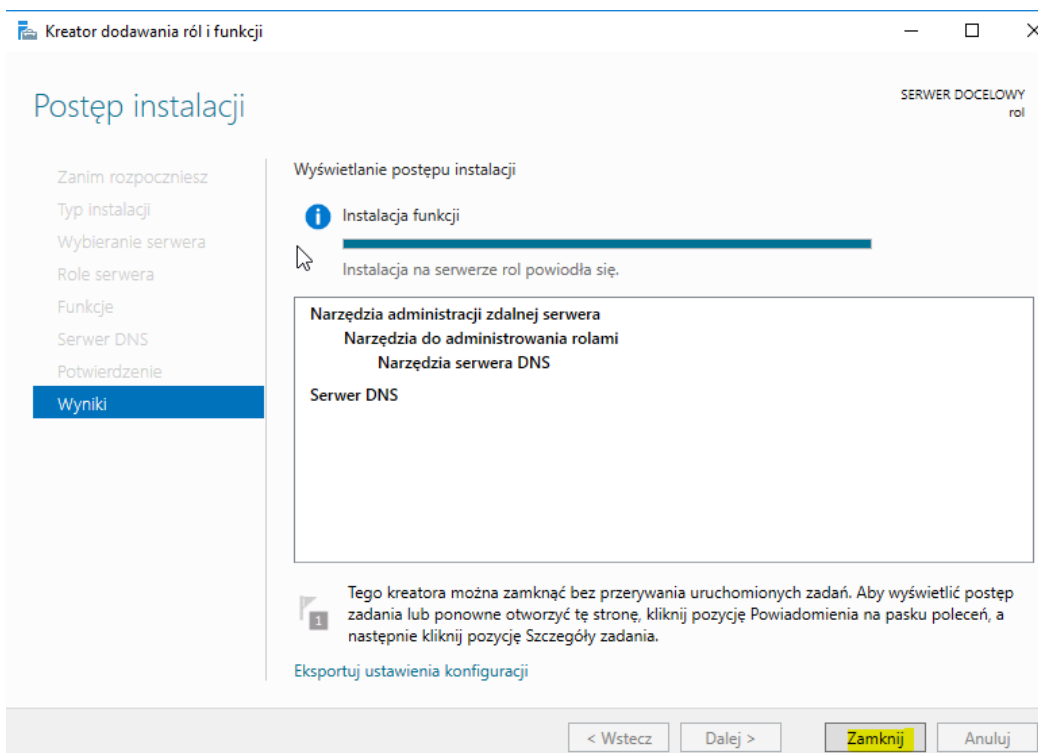 Kreator dodawania ról i funkcji
Postęp instalacji
SERWER DOCELOWY
rol
Zanim rozpoczniesz
Typ instalacji
Wybieranie serwera
Role serwera
Funkcje
Serwer DNS
Potwierdzenie
Wyniki
Wyświetlanie postępu instalacji
Instalacja funkcji
Instalacja na serwerze rol powiodła się.
Narzędzia administracji zdalnej serwera
Narzędzia do administrowania rolami
Narzędzia serwera DNS
Serwer DNS
1
Tego kreatora można zamknąć bez przerywania uruchomionych zadań. Aby wyświetlić postęp
zadania lub ponowne otworzyć tę stronę, kliknij pozycję Powiadomienia na pasku poleceń, a
następnie kliknij pozycję Szczegóły zadania.
Eksportuj ustawienia konfiguracji
< Wstecz
Dalej >
Zamknij
Anuluj